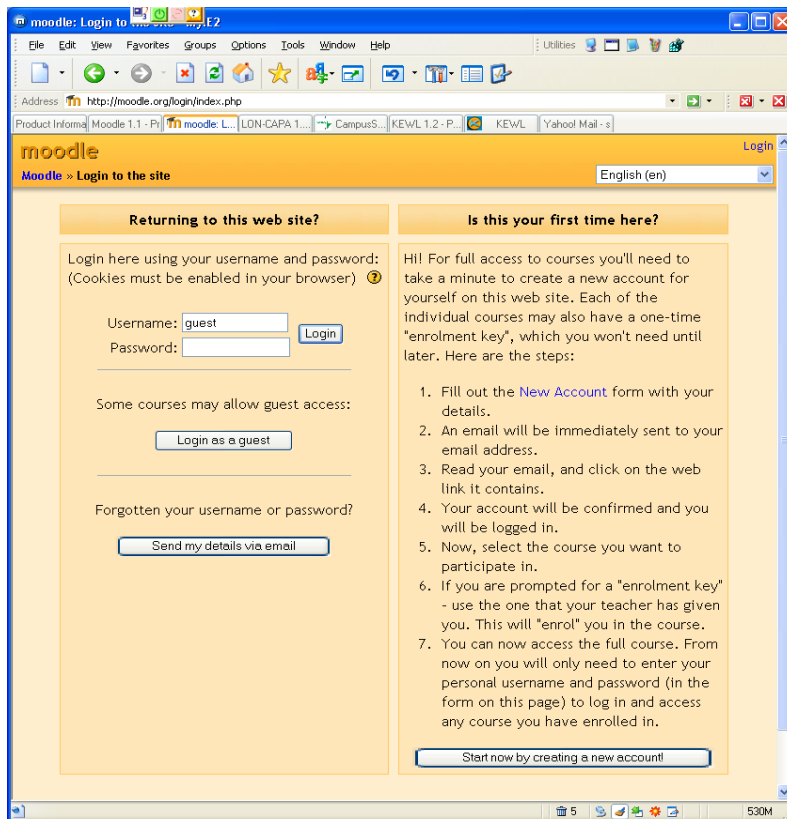 moodle: Login to the site - My.E2
File Edit View Favorites Groups Options Tools Window Help
Utilities
Address http://moodle.org/login/index.php
Product Informa Moodle 1.1 - Pr moodle: L... LON-CAPA 1.... CampusS... KEWL 1.2 - P... KEWL Yahoo! Mail - s
moodle
Login
Moodle » Login to the site
English (en)
Returning to this web site?
Login here using your username and password:
(Cookies must be enabled in your browser) ?
Username: guest
Login
Password:
Some courses may allow guest access:
Login as a guest
Forgotten your username or password?
Send my details via email
Is this your first time here?
Hi! For full access to courses you'll need to
take a minute to create a new account for
yourself on this web site. Each of the
individual courses may also have a one-time
"enrolment key", which you won't need until
later. Here are the steps:
1. Fill out the New Account form with your
details.
2. An email will be immediately sent to your
email address.
3. Read your email, and click on the web
link it contains.
4. Your account will be confirmed and you
will be logged in.
5. Now, select the course you want to
participate in.
6. If you are prompted for a "enrolment key"
- use the one that your teacher has given
you. This will "enrol" you in the course.
7. You can now access the full course. From
now on you will only need to enter your
personal username and password (in the
form on this page) to log in and access
any course you have enrolled in.
Start now by creating a new account!
5
530M